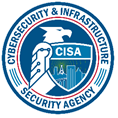 CYBERSECURITY & INFRASTRUCTURE
CISA
SECURITY AGENCY